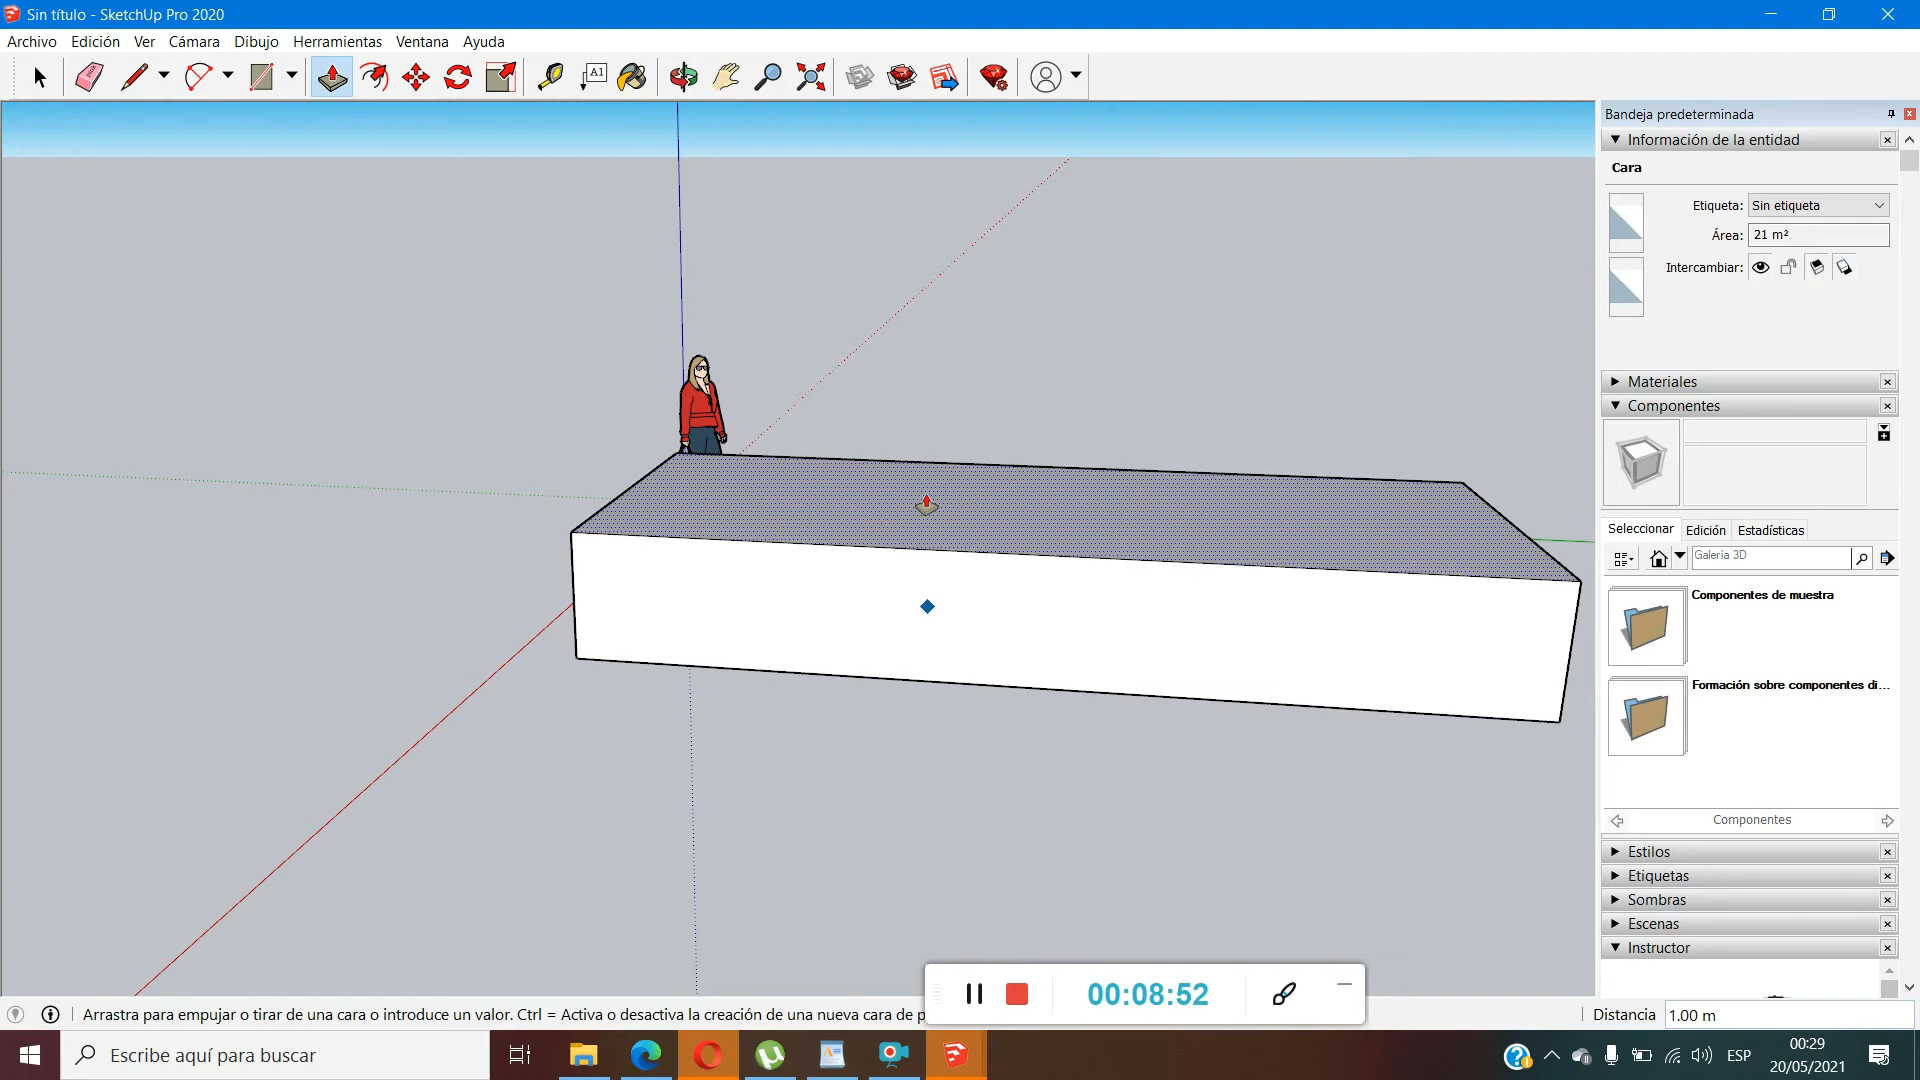 Sin título - SketchUp Pro 2020
Archivo Edición Ver Cámara Dibujo Herramientas Ventana Ayuda
A1
Bandeja predeterminada
Información de la entidad
Cara
Etiqueta: Sin etiqueta
Área: 21 m²
Intercambiar:
Materiales
Componentes
Seleccionar Edición Estadísticas
Galería 3D
Componentes de muestra
Formación sobre componentes di...
Componentes
Estilos
Etiquetas
Sombras
Escenas
Instructor
00:08:52
Arrastra para empujar o tirar de una cara o introduce un valor. Ctrl = Activa o desactiva la creación de una nueva cara de p
Distancia 1.00 m
Escribe aquí para buscar
ESP
00:29
20/05/2021